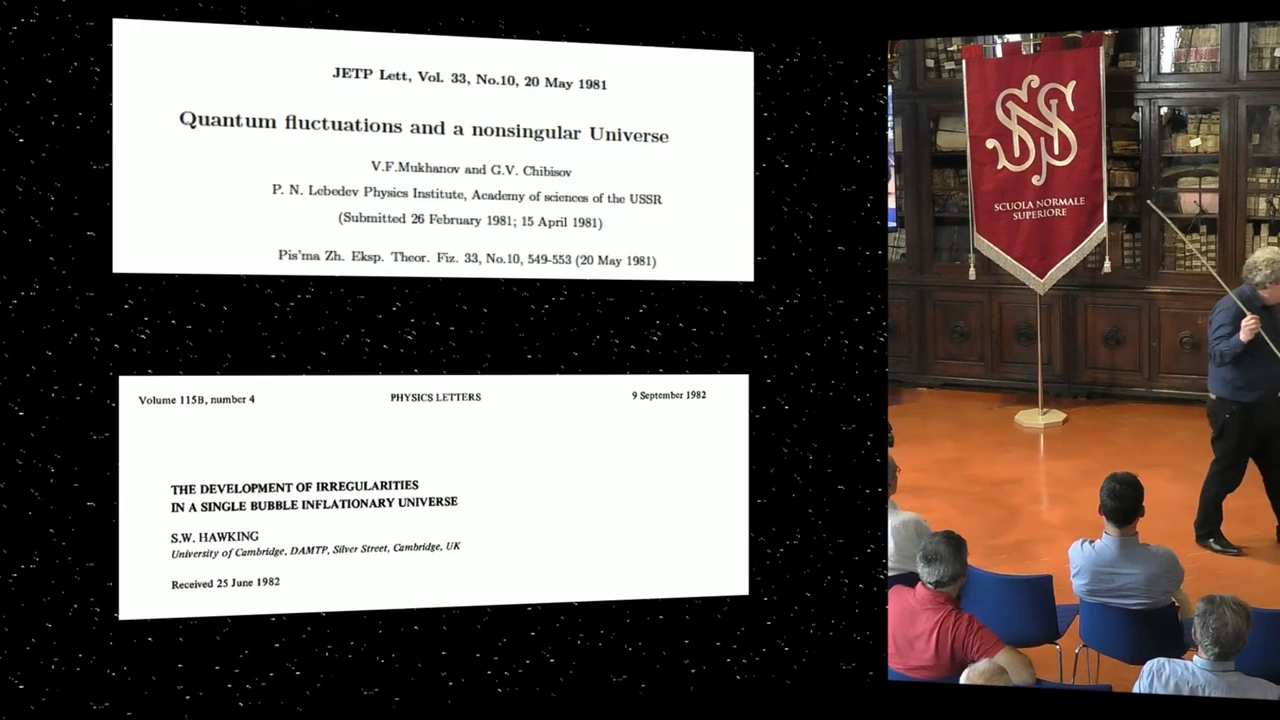 JETP Lett, Vol. 33, No.10, 20 May 1981
Quantum fluctuations and a nonsingular Universe
V.F.Mukhanov and G.V. Chibisov
P. N. Lebedev Physics Institute, Academy of sciences of the USSR
(Submitted 26 February 1981; 15 April 1981)
Pis'ma Zh. Eksp. Theor. Fiz. 33, No.10, 549-553 (20 May 1981)
Volume 115B, number 4 PHYSICS LETTERS 9 September 1982
THE DEVELOPMENT OF IRREGULARITIES
IN A SINGLE BUBBLE INFLATIONARY UNIVERSE
S.W. HAWKING
University of Cambridge, DAMTP, Silver Street, Cambridge, UK
Received 25 June 1982
SNS
SCUOLA NORMALE
SUPERIORE